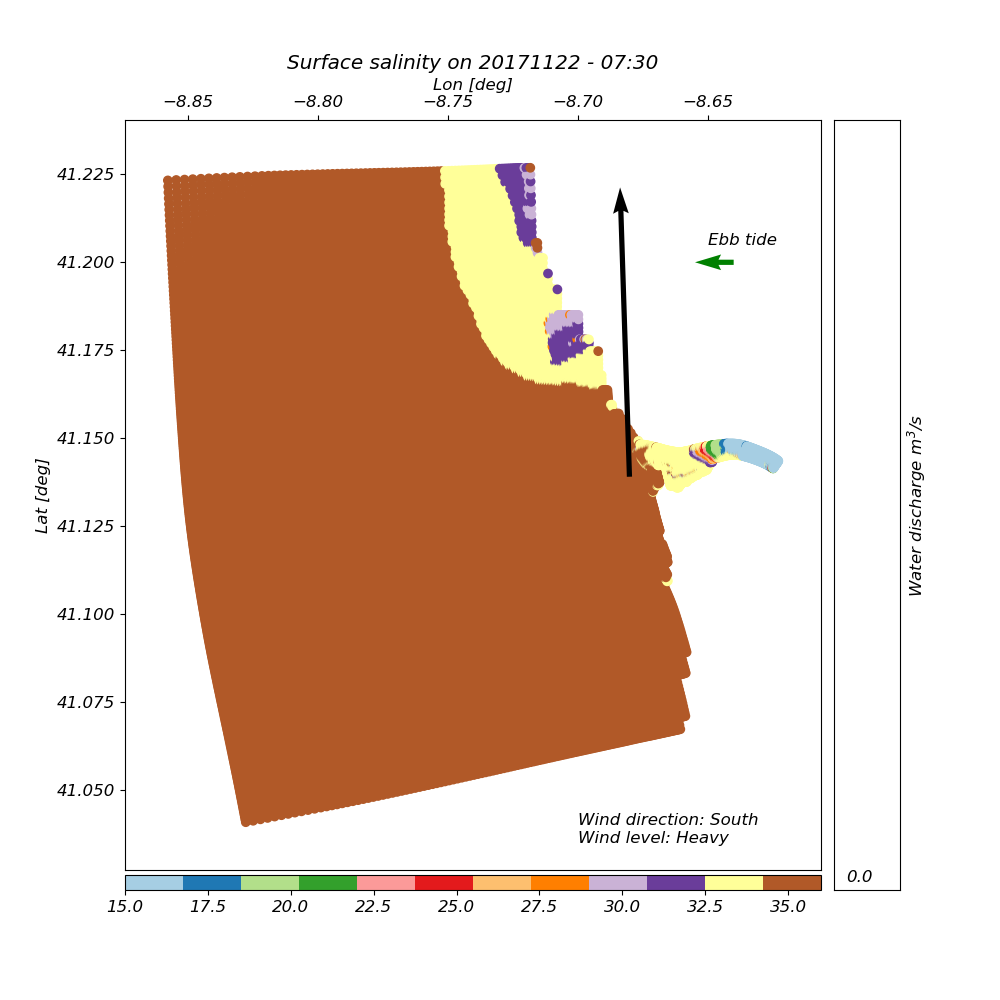 Surface salinity on 20171122 - 07:30
Lon [deg]
−8.85 −8.80 −8.75 −8.70 −8.65
41.225
41.200
41.175
41.150
41.125
41.100
41.075
41.050
Lat [deg]
Ebb tide
Wind direction: South
Wind level: Heavy
Water discharge m³/s
0.0
15.0 17.5 20.0 22.5 25.0 27.5 30.0 32.5 35.0